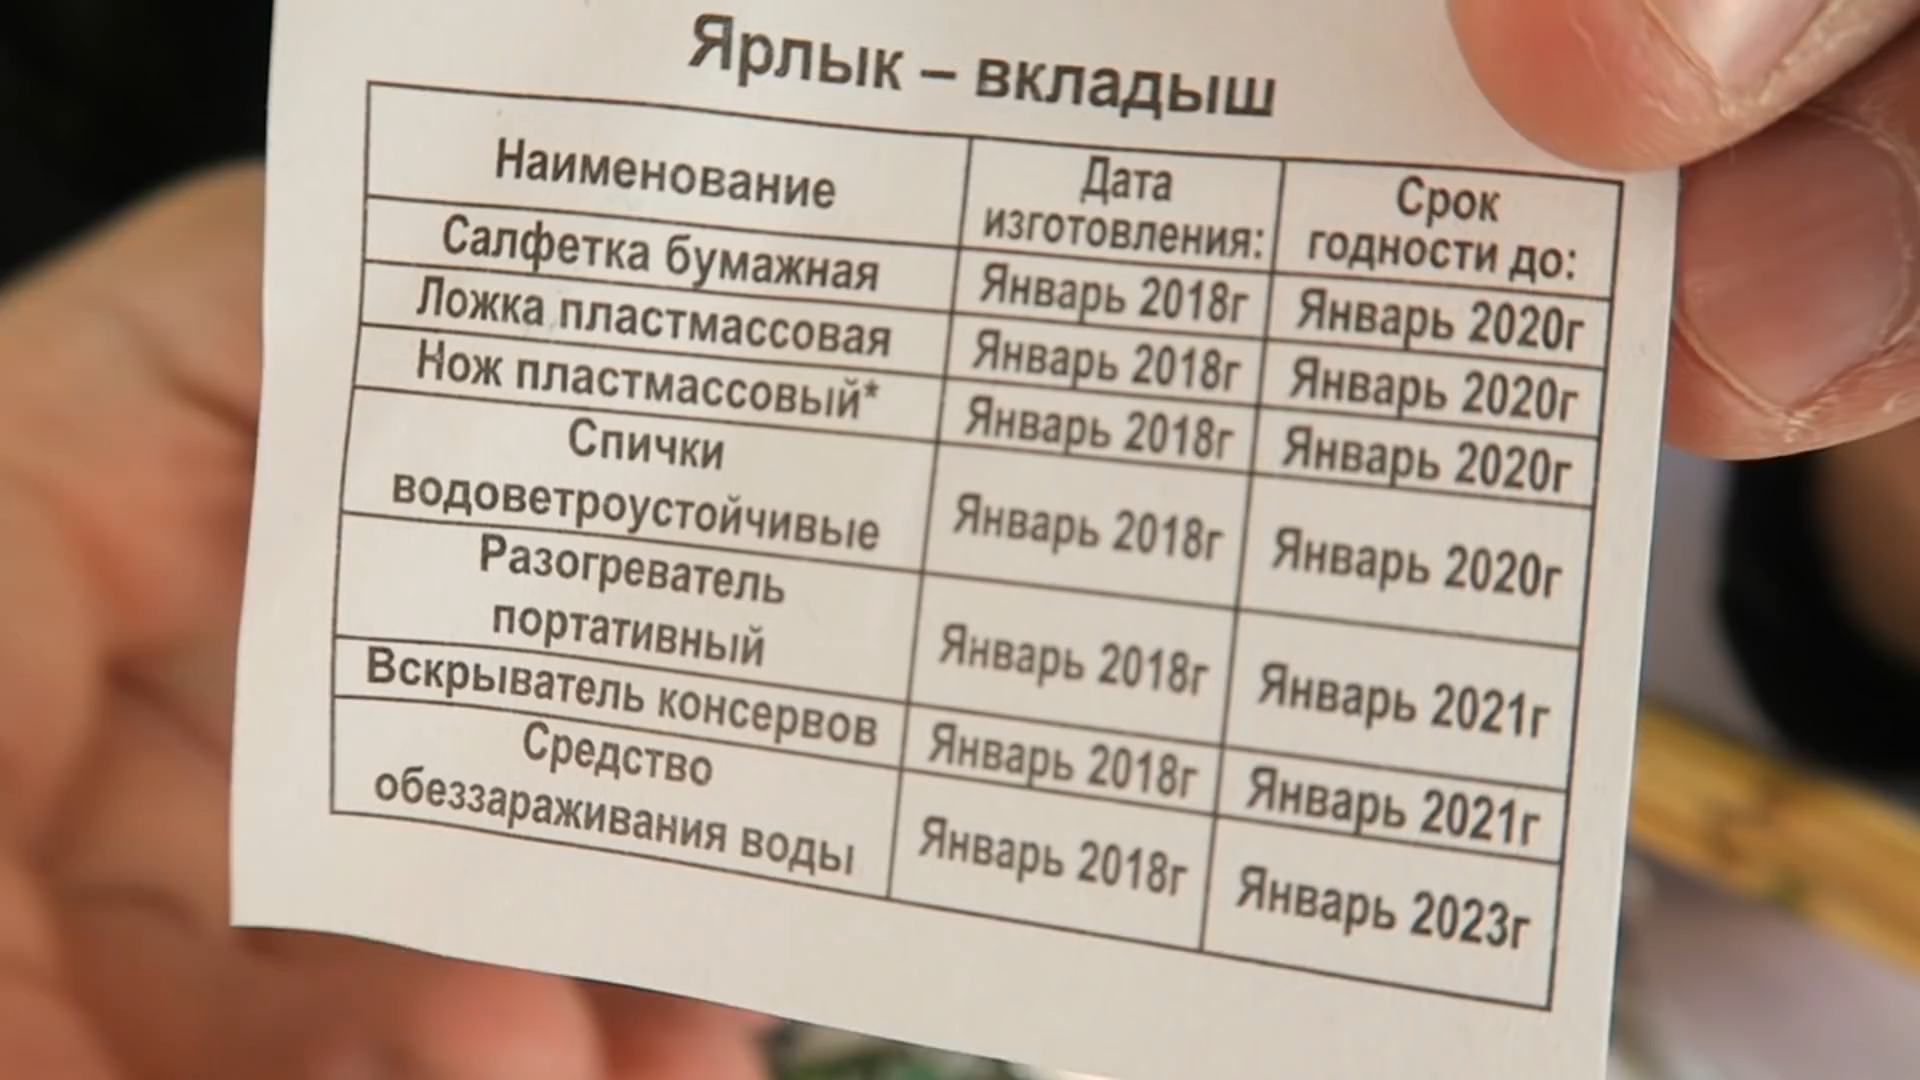 Ярлык – вкладыш
Наименование
Дата
изготовления:
Срок
годности до:
Салфетка бумажная
Январь 2018г
Январь 2020г
Ложка пластмассовая
Январь 2018г
Январь 2020г
Нож пластмассовый*
Январь 2018г
Январь 2020г
Спички
водоветроустойчивые
Январь 2018г
Январь 2020г
Разогреватель
портативный
Январь 2018г
Январь 2021г
Вскрыватель консервов
Январь 2018г
Январь 2021г
Средство
обеззараживания воды
Январь 2018г
Январь 2023г